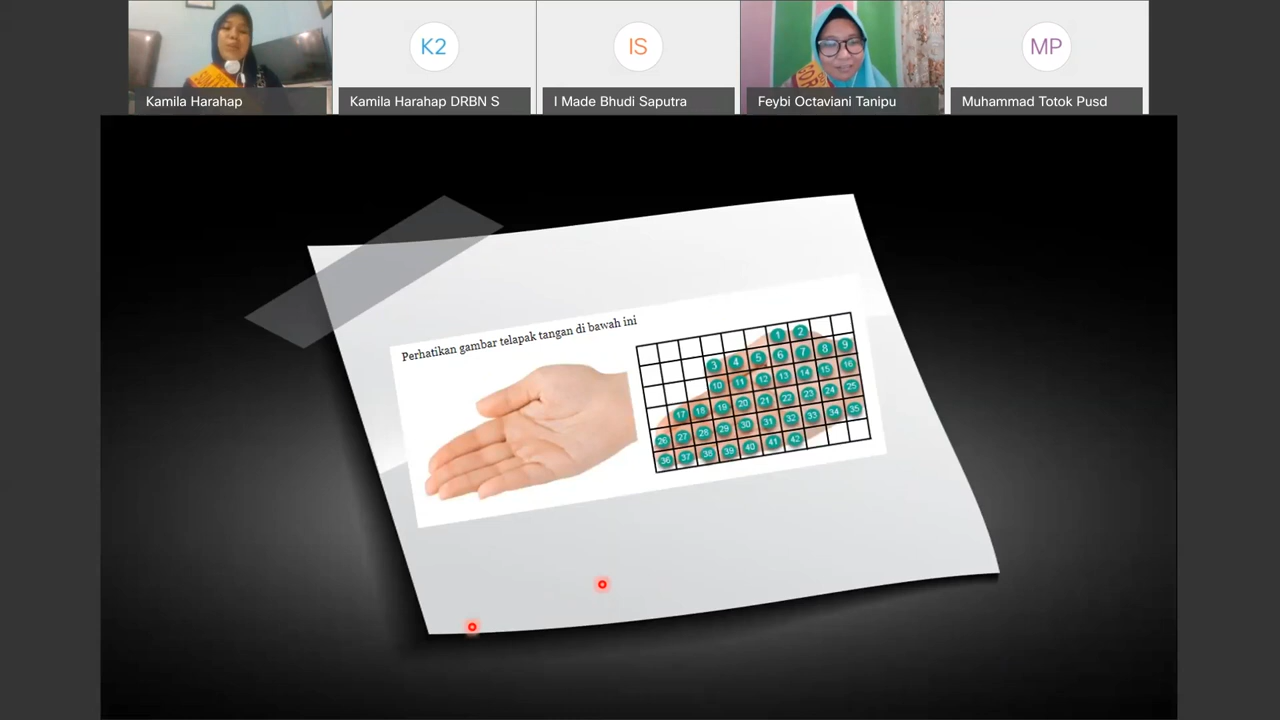 K2
IS
MP
Kamila Harahap
Kamila Harahap DRBN S
I Made Bhudi Saputra
Feybi Octaviani Tanipu
Muhammad Totok Pusd
Perhatikan gambar telapak tangan di bawah ini
1 2
3 4 5 6 7 8 9
10 11 12 13 14 15 16
17 18 19 20 21 22 23 24 25
26 27 28 29 30 31 32 33 34 35
36 37 38 39 40 41 42